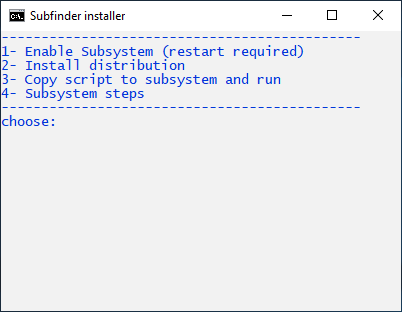 Subfinder installer
---------------------------------------------
1- Enable Subsystem (restart required)
2- Install distribution
3- Copy script to subsystem and run
4- Subsystem steps
---------------------------------------------
choose: